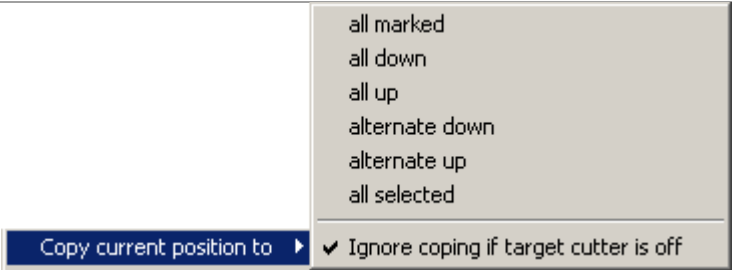 all marked
all down
all up
alternate down
alternate up
all selected
Copy current position to
Ignore coping if target cutter is off